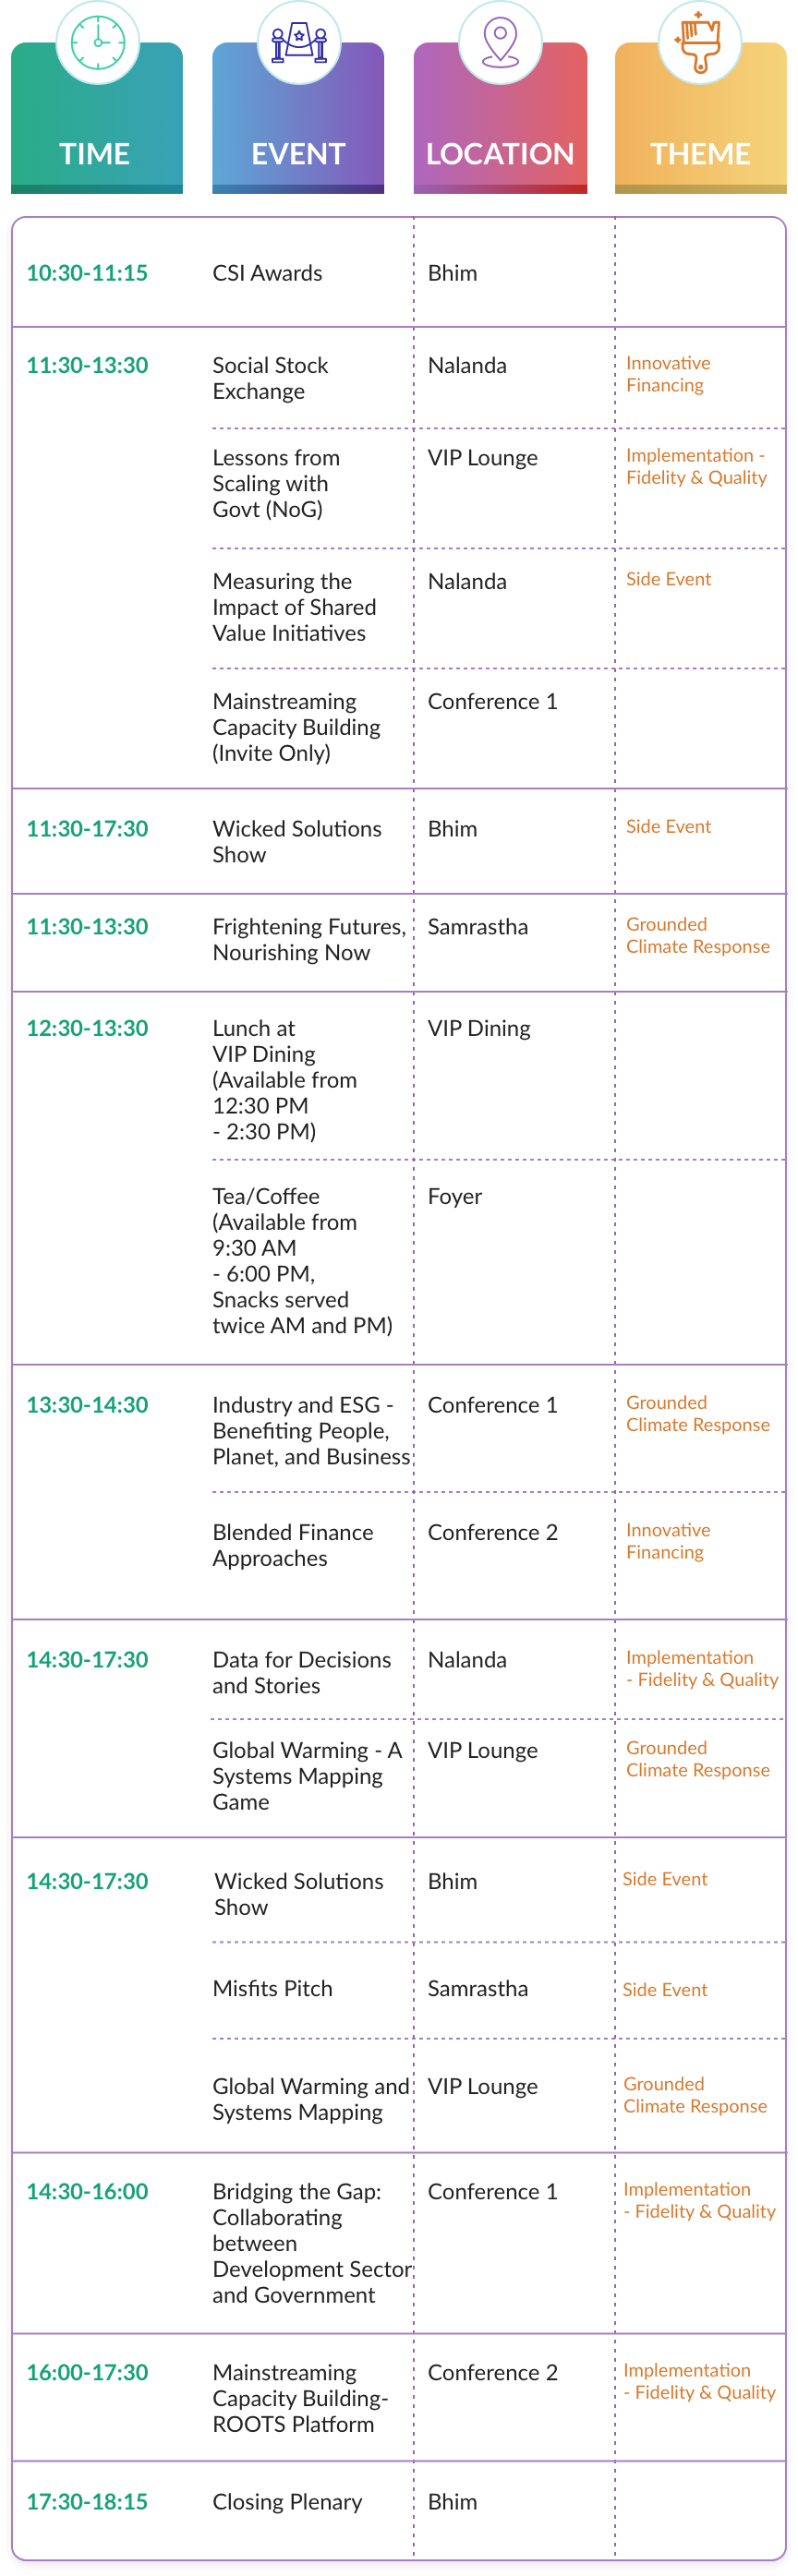 TIME
EVENT
LOCATION
THEME
10:30-11:15
CSI Awards
Bhim
11:30-13:30
Social Stock
Exchange
Nalanda
Innovative
Financing
Lessons from
Scaling with
Govt (NoG)
VIP Lounge
Implementation -
Fidelity & Quality
Measuring the
Impact of Shared
Value Initiatives
Nalanda
Side Event
Mainstreaming
Capacity Building
(Invite Only)
Conference 1
11:30-17:30
Wicked Solutions
Show
Bhim
Side Event
11:30-13:30
Frightening Futures,
Nourishing Now
Samrastha
Grounded
Climate Response
12:30-13:30
Lunch at
VIP Dining
(Available from
12:30 PM
- 2:30 PM)
VIP Dining
Tea/Coffee
(Available from
9:30 AM
- 6:00 PM,
Snacks served
twice AM and PM)
Foyer
13:30-14:30
Industry and ESG -
Benefiting People,
Planet, and Business
Conference 1
Grounded
Climate Response
Blended Finance
Approaches
Conference 2
Innovative
Financing
14:30-17:30
Data for Decisions
and Stories
Nalanda
Implementation
- Fidelity & Quality
Global Warming - A
Systems Mapping
Game
VIP Lounge
Grounded
Climate Response
14:30-17:30
Wicked Solutions
Show
Bhim
Side Event
Misfits Pitch
Samrastha
Side Event
Global Warming and
Systems Mapping
VIP Lounge
Grounded
Climate Response
14:30-16:00
Bridging the Gap:
Collaborating
between
Development Sector
and Government
Conference 1
Implementation
- Fidelity & Quality
16:00-17:30
Mainstreaming
Capacity Building-
ROOTS Platform
Conference 2
Implementation
- Fidelity & Quality
17:30-18:15
Closing Plenary
Bhim